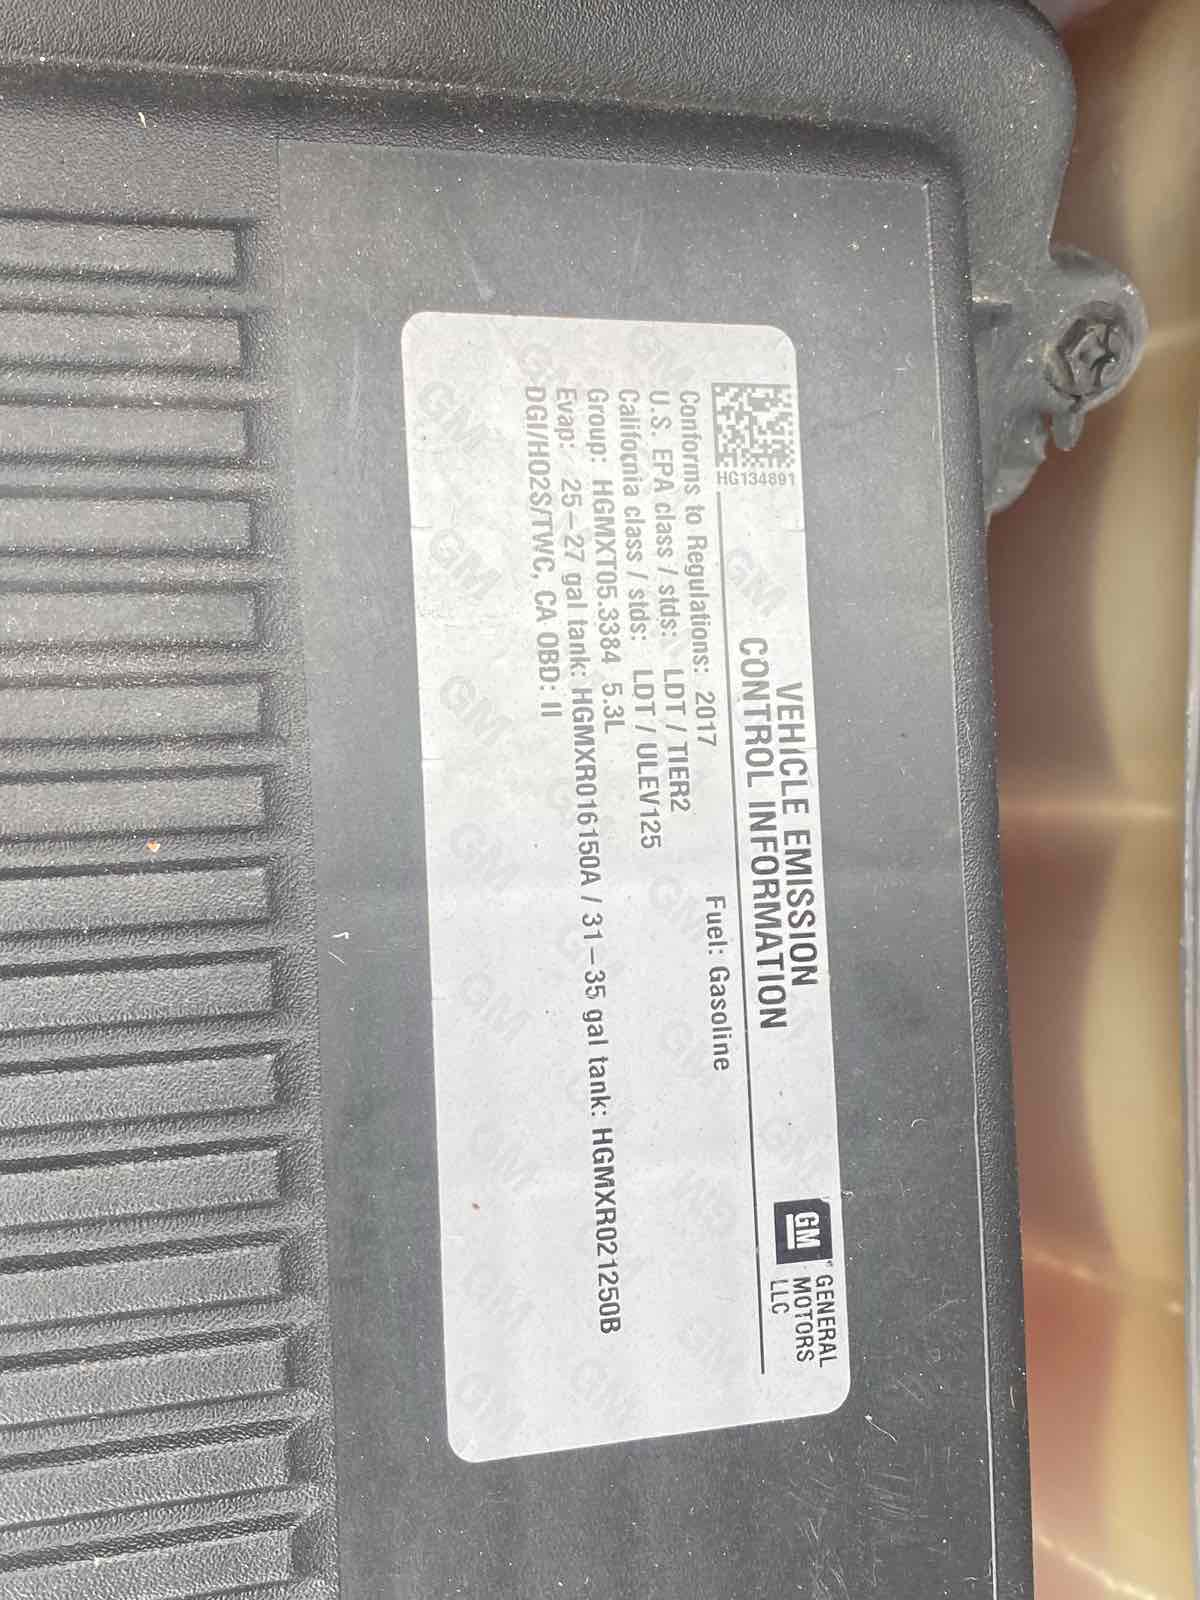 HG134891
VEHICLE EMISSION
CONTROL INFORMATION
GM
GENERAL
MOTORS
LLC
Conforms to Regulations: 2017 Fuel: Gasoline
U.S. EPA class / stds: LDT / TIER2
California class / stds: LDT / ULEV125
Group: HGMXT05.3384 5.3L
Evap: 25-27 gal tank: HGMXR016150A / 31-35 gal tank: HGMXR021250B
DGI/HO2S/TWC, CA OBD: II